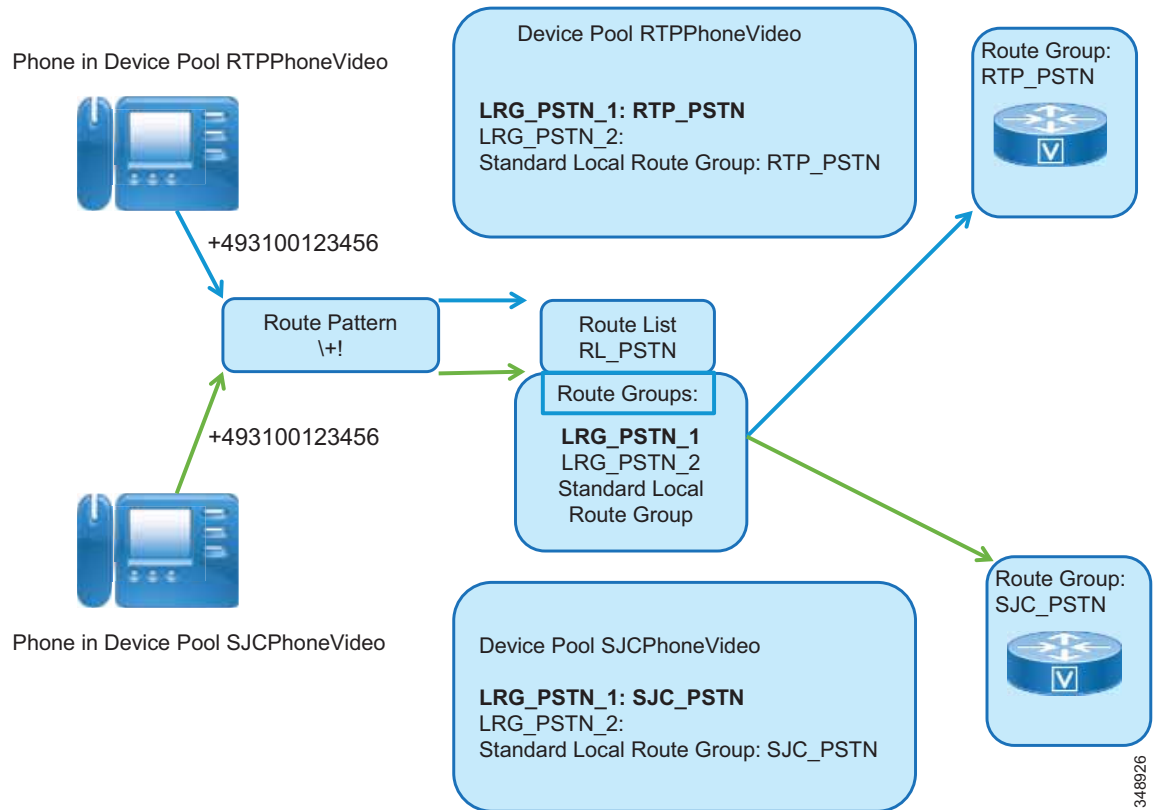 Phone in Device Pool RTPPhoneVideo
Device Pool RTPPhoneVideo
LRG_PSTN_1: RTP_PSTN
LRG_PSTN_2:
Standard Local Route Group: RTP_PSTN
Route Group:
RTP_PSTN
V
+493100123456
Route Pattern
\+!
Route List
RL_PSTN
Route Groups:
LRG_PSTN_1
LRG_PSTN_2
Standard Local
Route Group
+493100123456
Phone in Device Pool SJCPhoneVideo
Device Pool SJCPhoneVideo
LRG_PSTN_1: SJC_PSTN
LRG_PSTN_2:
Standard Local Route Group: SJC_PSTN
Route Group:
SJC_PSTN
V
348926